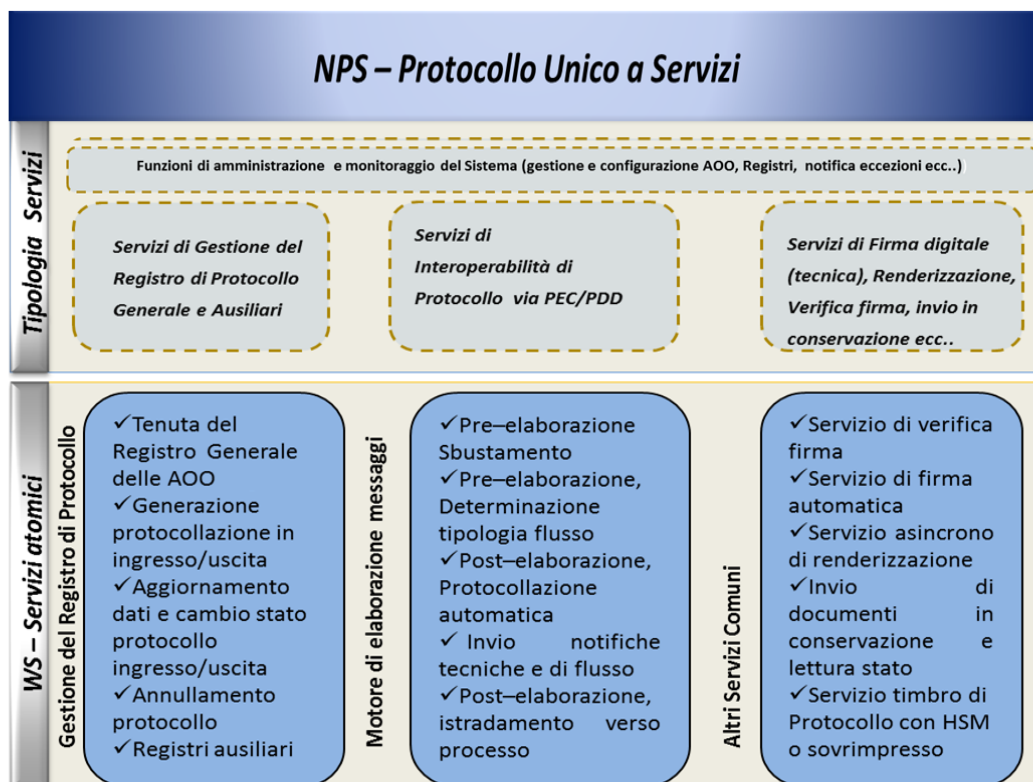 NPS – Protocollo Unico a Servizi
Tipologia Servizi
Funzioni di amministrazione e monitoraggio del Sistema (gestione e configurazione AOO, Registri, notifica eccezioni ecc..)
Servizi di Gestione del
Registro di Protocollo
Generale e Ausiliari
Servizi di
Interoperabilità di
Protocollo via PEC/PDD
Servizi di Firma digitale
(tecnica), Renderizzazione,
Verifica firma, invio in
conservazione ecc..
WS – Servizi atomici
Gestione del Registro di Protocollo
✓Tenuta del
Registro Generale
delle AOO
✓Generazione
protocollazione in
ingresso/uscita
✓Aggiornamento
dati e cambio stato
protocollo
ingresso/uscita
✓Annullamento
protocollo
✓Registri ausiliari
Motore di elaborazione messaggi
✓Pre–elaborazione
Sbustamento
✓Pre–elaborazione,
Determinazione
tipologia flusso
✓Post–elaborazione,
Protocollazione
automatica
✓ Invio notifiche
tecniche e di flusso
✓Post–elaborazione,
istradamento verso
processo
Altri Servizi Comuni
✓Servizio di verifica
firma
✓Servizio di firma
automatica
✓Servizio asincrono
di renderizzazione
✓Invio di
documenti in
conservazione e
lettura stato
✓Servizio timbro di
Protocollo con HSM
o sovrimpresso